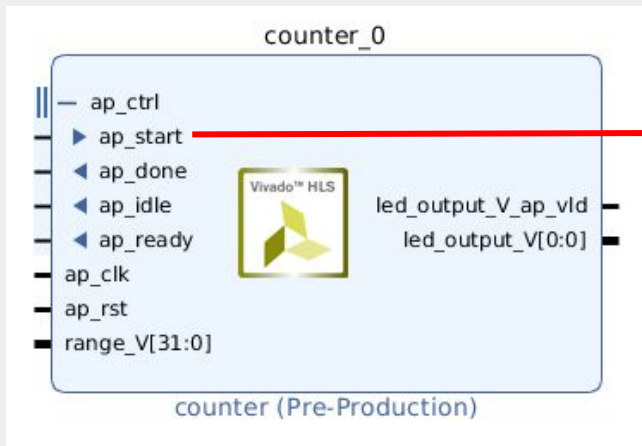 counter_0
ap_ctrl
ap_start
ap_done
ap_idle
ap_ready
ap_clk
ap_rst
range_V[31:0]
Vivado™ HLS
led_output_V_ap_vld
led_output_V[0:0]
counter (Pre-Production)